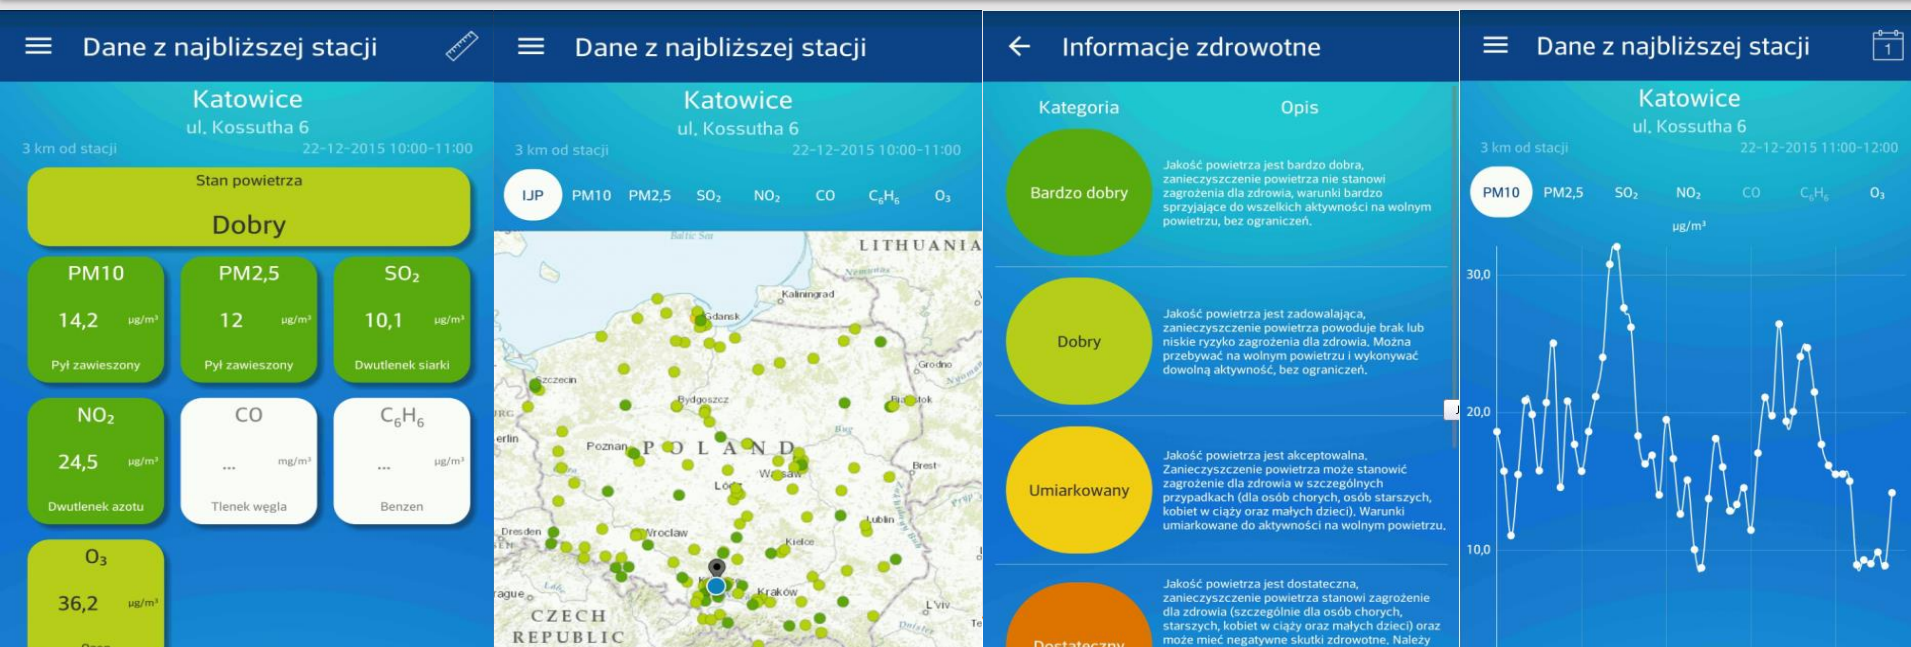 Dane z najbliższej stacji
Katowice
ul. Kossutha 6
3 km od stacji
22-12-2015 10:00-11:00
Stan powietrza
Dobry
PM10
14,2 µg/m³
Pył zawieszony
PM2,5
12 µg/m³
Pył zawieszony
SO₂
10,1 µg/m³
Dwutlenek siarki
NO₂
24,5 µg/m³
Dwutlenek azotu
CO
... mg/m³
Tlenek węgla
C₆H₆
... µg/m³
Benzen
O₃
36,2 µg/m³
Dane z najbliższej stacji
Katowice
ul. Kossutha 6
3 km od stacji
22-12-2015 10:00-11:00
IJP PM10 PM2,5 SO₂ NO₂ CO C₆H₆ O₃
Baltic Sea
LITHUANIA
Nemunas
Kaliningrad
Gdansk
Grodno
Szczecin
Bydgoszcz
Bug
Poznan
POLAND
Brest
Warsaw
Lublin
Dresden
Wroclaw
Kielce
Kraków
L'viv
CZECH
REPUBLIC
Dnister
Informacje zdrowotne
Kategoria
Opis
Bardzo dobry
Jakość powietrza jest bardzo dobra,
zanieczyszczenie powietrza nie stanowi
zagrożenia dla zdrowia, warunki bardzo
sprzyjające do wszelkich aktywności na wolnym
powietrzu, bez ograniczeń.
Dobry
Jakość powietrza jest zadowalająca,
zanieczyszczenie powietrza powoduje brak lub
niskie ryzyko zagrożenia dla zdrowia. Można
przebywać na wolnym powietrzu i wykonywać
dowolną aktywność, bez ograniczeń.
Umiarkowany
Jakość powietrza jest akceptowalna.
Zanieczyszczenie powietrza może stanowić
zagrożenie dla zdrowia w szczególnych
przypadkach (dla osób chorych, osób starszych,
kobiet w ciąży oraz małych dzieci). Warunki
umiarkowane do aktywności na wolnym powietrzu.
Dostateczny
Jakość powietrza jest dostateczna,
zanieczyszczenie powietrza stanowi zagrożenie
dla zdrowia (szczególnie dla osób chorych,
starszych, kobiet w ciąży oraz małych dzieci) oraz
może mieć negatywne skutki zdrowotne. Należy
Dane z najbliższej stacji
1
Katowice
ul. Kossutha 6
3 km od stacji
22-12-2015 11:00-12:00
PM10 PM2,5 SO₂ NO₂ CO C₆H₆ O₃
µg/m³
30,0
20,0
10,0